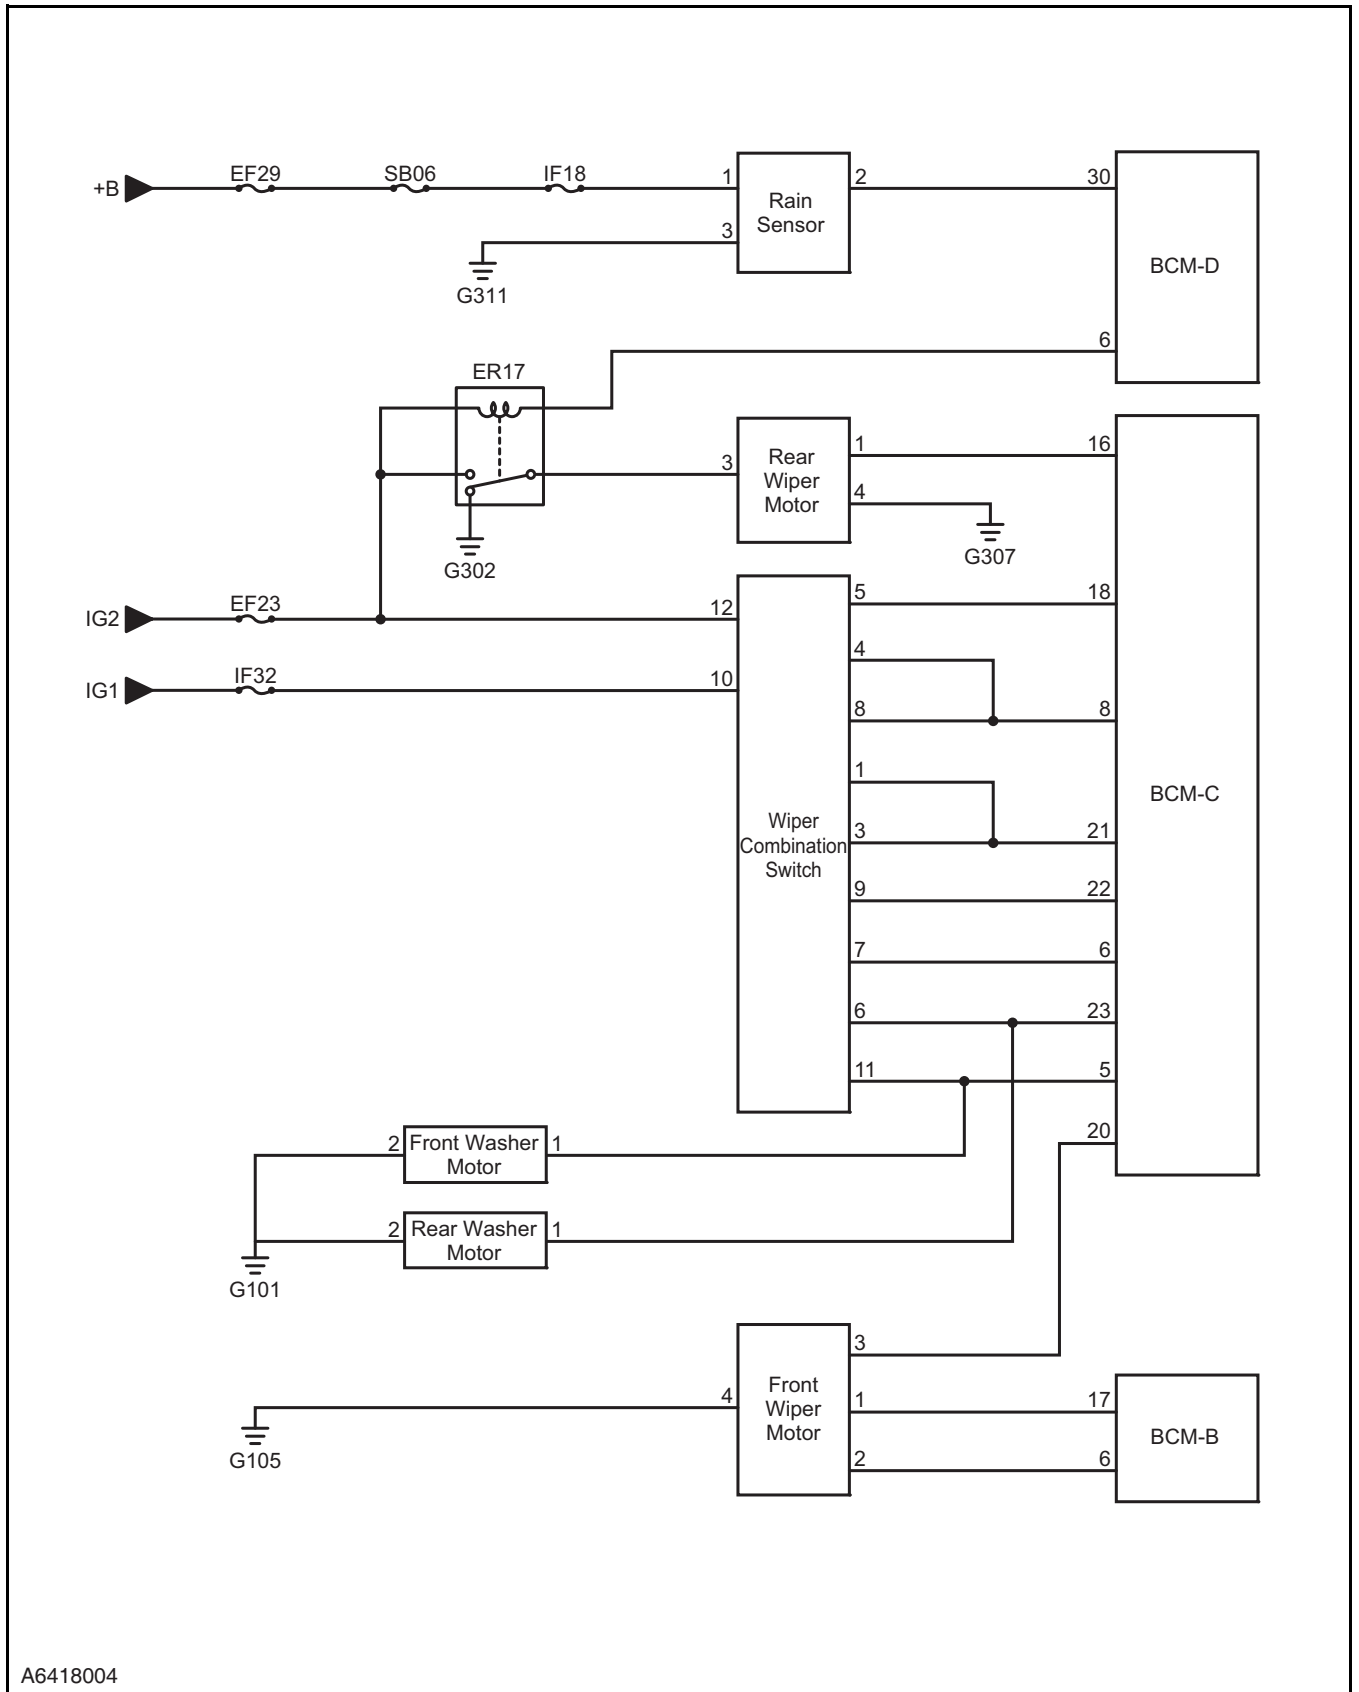 EF29 SB06 IF18
+B 1 Rain Sensor 2 30
3
G311
BCM-D
6
ER17
Rear Wiper Motor
3 1 16
4
G302 G307
EF23
IG2 12 5 18
IF32
IG1 10 4
8 8
1
BCM-C
Wiper Combination Switch
3 21
9 22
7 6
6 23
11 5
20
2 Front Washer Motor 1
2 Rear Washer Motor 1
G101
3
4 Front Wiper Motor 1 17
G105 BCM-B
2 6
A6418004